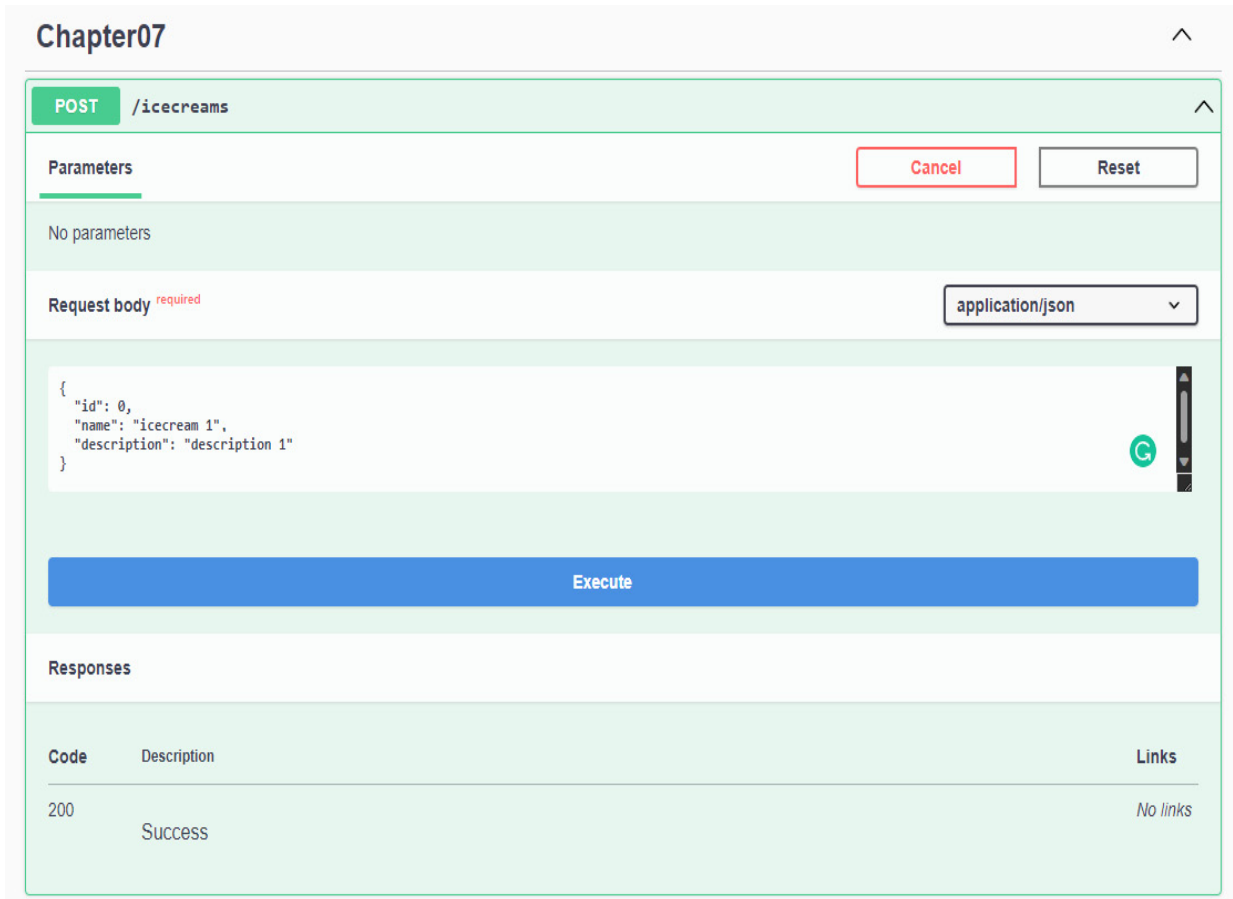 Chapter07
POST /icecreams
Parameters Cancel Reset
No parameters
Request body required application/json
{
"id": 0,
"name": "icecream 1",
"description": "description 1"
}
Execute
Responses
Code Description Links
200 Success No links